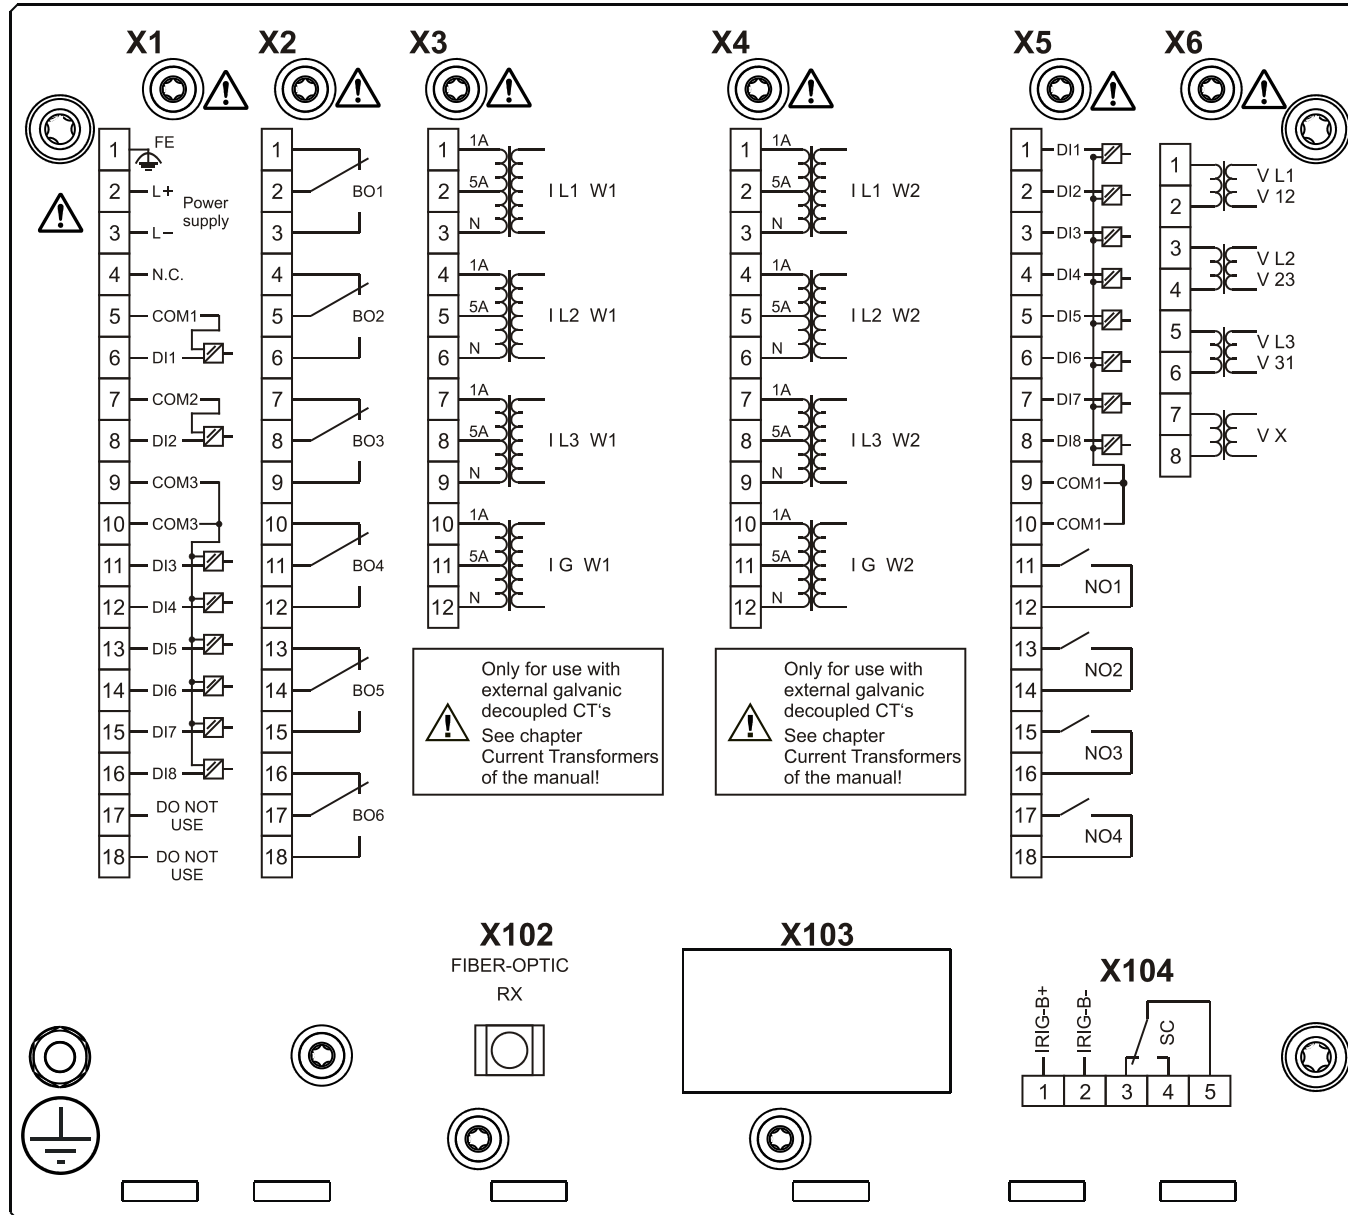 X1
X2
X3
X4
X5
X6
1 FE
2 L+
Power
supply
3 L−
4 N.C.
5 COM1
6 DI1
7 COM2
8 DI2
9 COM3
10 COM3
11 DI3
12 DI4
13 DI5
14 DI6
15 DI7
16 DI8
17 DO NOT
USE
18 DO NOT
USE
1
2 BO1
3
4
5 BO2
6
7
8 BO3
9
10
11 BO4
12
13
14 BO5
15
16
17 BO6
18
1 1A
2 5A I L1 W1
3 N
4 1A
5 5A I L2 W1
6 N
7 1A
8 5A I L3 W1
9 N
10 1A
11 5A I G W1
12 N
Only for use with
external galvanic
decoupled CT‘s
See chapter
Current Transformers
of the manual!
1 1A
2 5A I L1 W2
3 N
4 1A
5 5A I L2 W2
6 N
7 1A
8 5A I L3 W2
9 N
10 1A
11 5A I G W2
12 N
Only for use with
external galvanic
decoupled CT‘s
See chapter
Current Transformers
of the manual!
1 DI1
2 DI2
3 DI3
4 DI4
5 DI5
6 DI6
7 DI7
8 DI8
9 COM1
10 COM1
11
NO1
12
13
NO2
14
15
NO3
16
17
NO4
18
1 V L1
2 V 12
3 V L2
4 V 23
5 V L3
6 V 31
7
V X
8
X102
FIBER-OPTIC
RX
X103
X104
IRIG-B+
IRIG-B-
SC
1 2 3 4 5